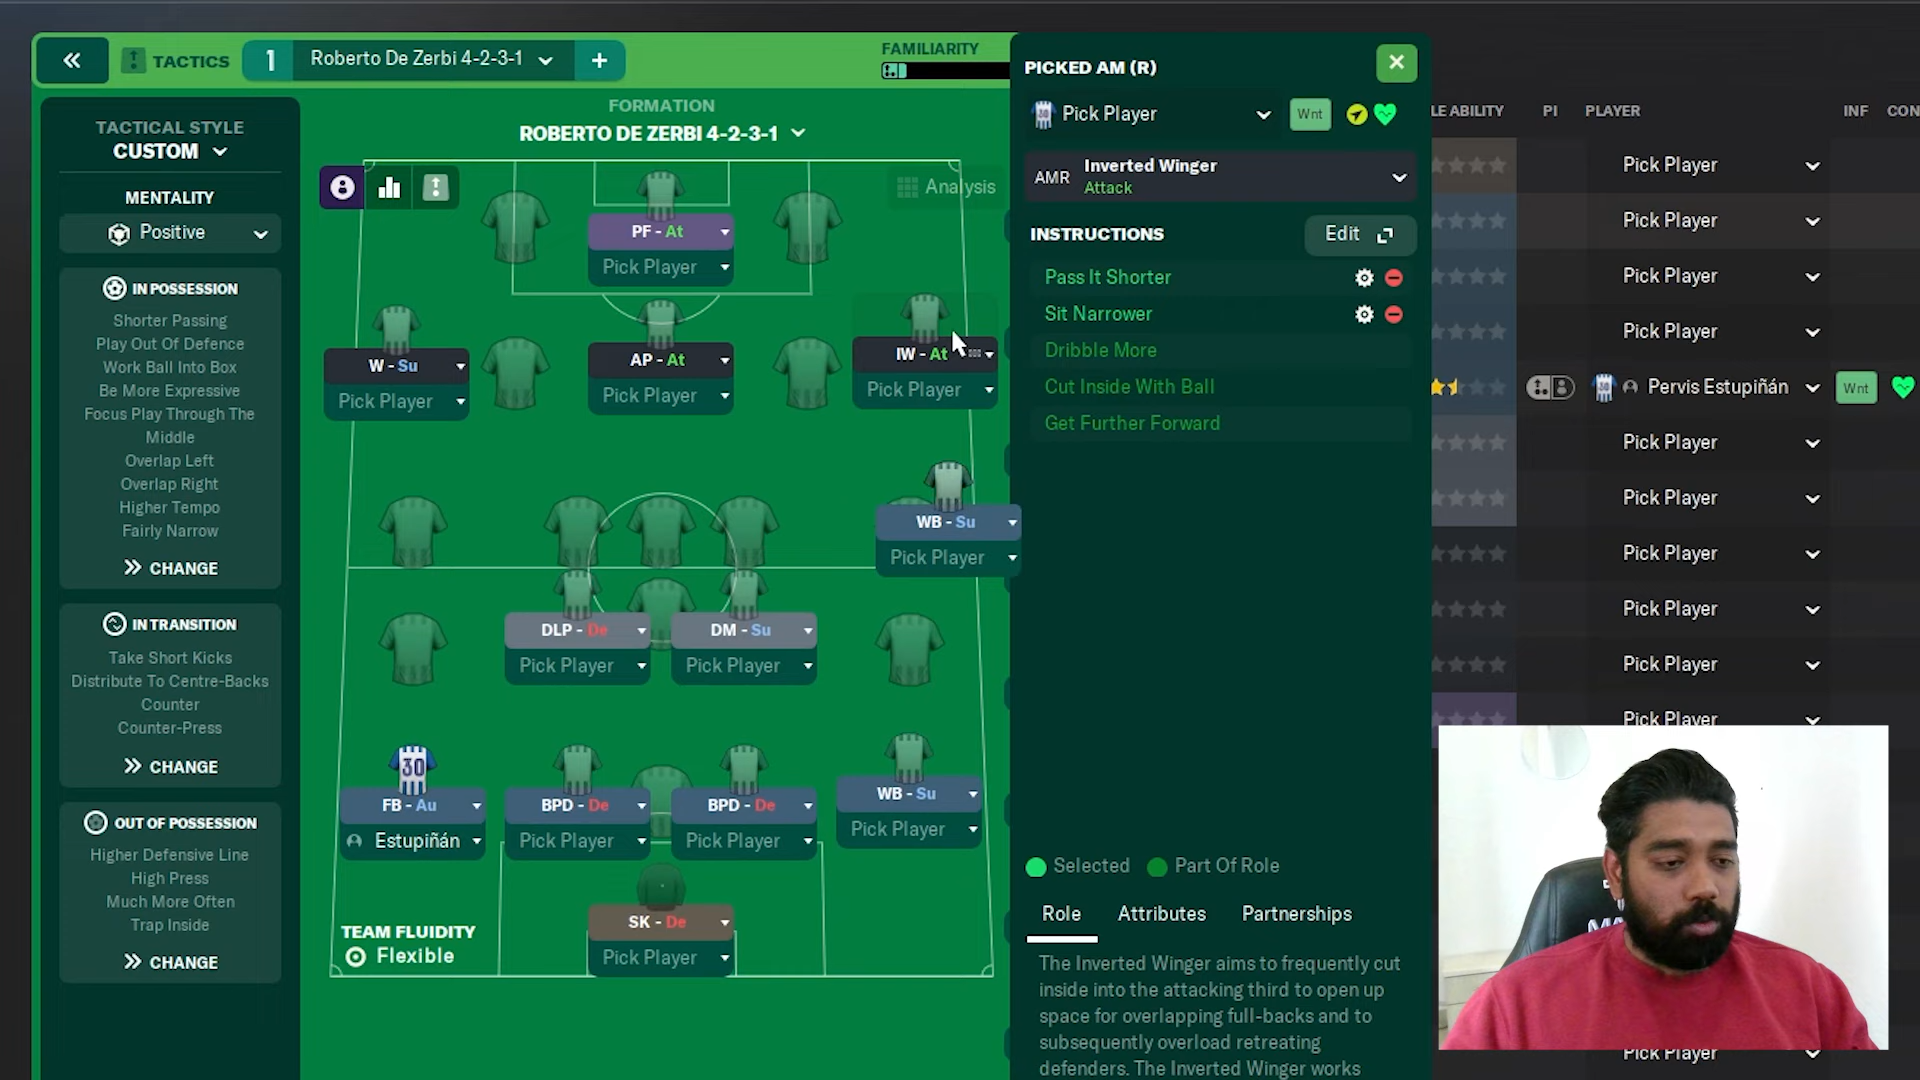 TACTICS
1
Roberto De Zerbi 4-2-3-1
+
FAMILIARITY
TACTICAL STYLE
CUSTOM
MENTALITY
Positive
IN POSSESSION
Shorter Passing
Play Out Of Defence
Work Ball Into Box
Be More Expressive
Focus Play Through The
Middle
Overlap Left
Overlap Right
Higher Tempo
Fairly Narrow
CHANGE
IN TRANSITION
Take Short Kicks
Distribute To Centre-Backs
Counter
Counter-Press
CHANGE
OUT OF POSSESSION
Higher Defensive Line
High Press
Much More Often
Trap Inside
CHANGE
FORMATION
ROBERTO DE ZERBI 4-2-3-1
Analysis
PF - At
Pick Player
W - Su
Pick Player
AP - At
Pick Player
IW - At
Pick Player
WB - Su
Pick Player
DLP - De
Pick Player
DM - Su
Pick Player
30
FB - Au
Estupiñán
BPD - De
Pick Player
BPD - De
Pick Player
WB - Su
Pick Player
SK - De
Pick Player
TEAM FLUIDITY
Flexible
PICKED AM (R)
Pick Player
Wnt
AMR
Inverted Winger
Attack
INSTRUCTIONS
Edit
Pass It Shorter
Sit Narrower
Dribble More
Cut Inside With Ball
Get Further Forward
Selected
Part Of Role
Role
Attributes
Partnerships
The Inverted Winger aims to frequently cut
inside into the attacking third to open up
space for overlapping full-backs and to
subsequently overload retreating
defenders. The Inverted Winger works
LE ABILITY
PI
PLAYER
INF
CON
Pick Player
Pick Player
Pick Player
Pick Player
Pervis Estupiñán
Wnt
Pick Player
Pick Player
Pick Player
Pick Player
Pick Player
Pick Player
Pick Player